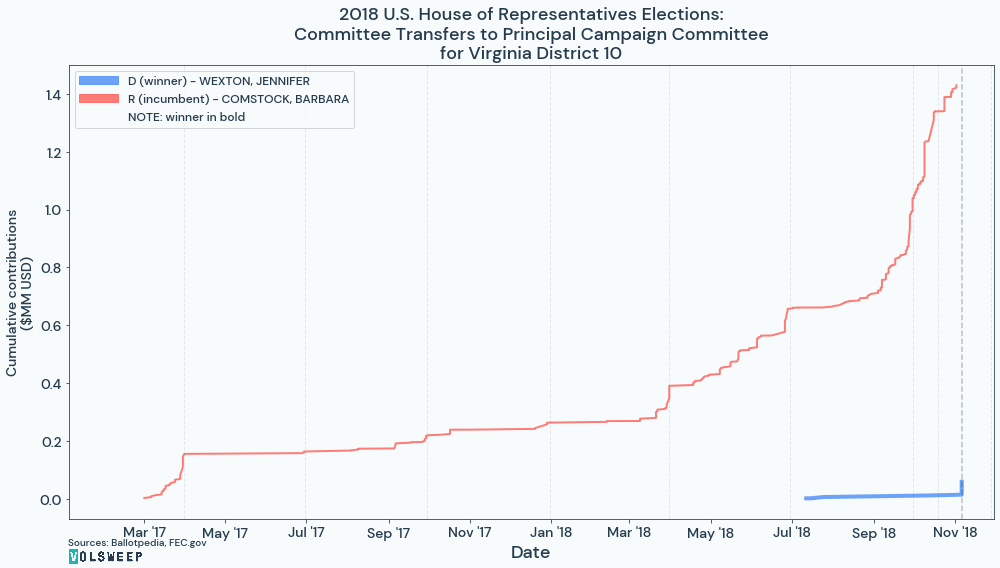 2018 U.S. House of Representatives Elections:
Committee Transfers to Principal Campaign Committee
for Virginia District 10
D (winner) - WEXTON, JENNIFER
R (incumbent) - COMSTOCK, BARBARA
NOTE: winner in bold
Cumulative contributions
($MM USD)
1.4
1.2
1.0
0.8
0.6
0.4
0.2
0.0
Mar '17 May '17 Jul '17 Sep '17 Nov '17 Jan '18 Mar '18 May '18 Jul '18 Sep '18 Nov '18
Date
Sources: Ballotpedia, FEC.gov
VOLSWEEP